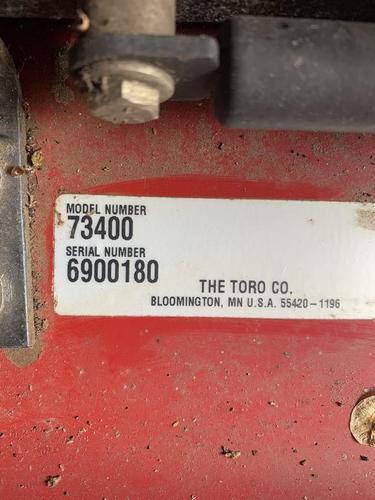 MODEL NUMBER
73400
SERIAL NUMBER
6900180
THE TORO CO.
BLOOMINGTON, MN U.S.A. 55420-1196